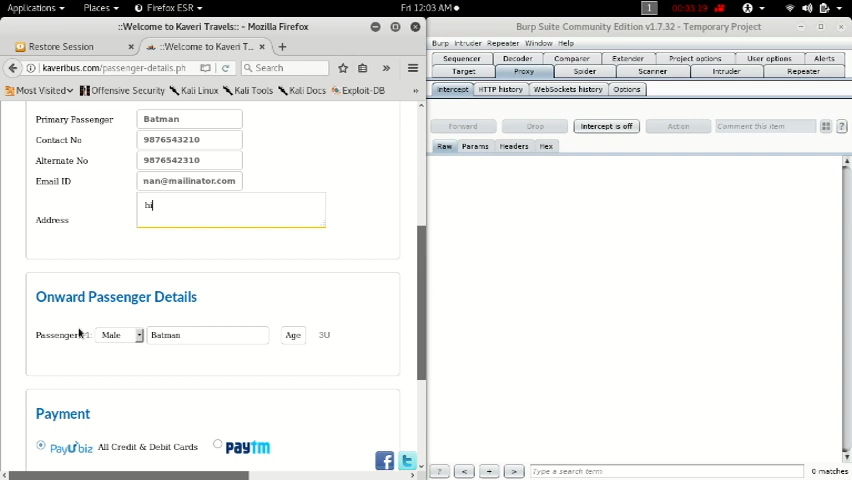 Applications Places Firefox ESR Fri 12:03 AM 1 00:03:19
::Welcome to Kaveri Travels:: - Mozilla Firefox
Restore Session ::Welcome to Kaveri T...
kaveribus.com/passenger-details.ph Search
Most Visited Offensive Security Kali Linux Kali Tools Kali Docs Exploit-DB »
Primary Passenger Batman
Contact No 9876543210
Alternate No 9876542310
Email ID nan@mailinator.com
Address hi
Onward Passenger Details
Passenger 1: Male Batman Age 3U
Payment
PayUbiz All Credit & Debit Cards Paytm
Burp Suite Community Edition v1.7.32 - Temporary Project
Burp Intruder Repeater Window Help
Sequencer Decoder Comparer Extender Project options User options Alerts
Target Proxy Spider Scanner Intruder Repeater
Intercept HTTP history WebSockets history Options
Forward Drop Intercept is off Action Comment this item ?
Raw Params Headers Hex
? < + > Type a search term 0 matches